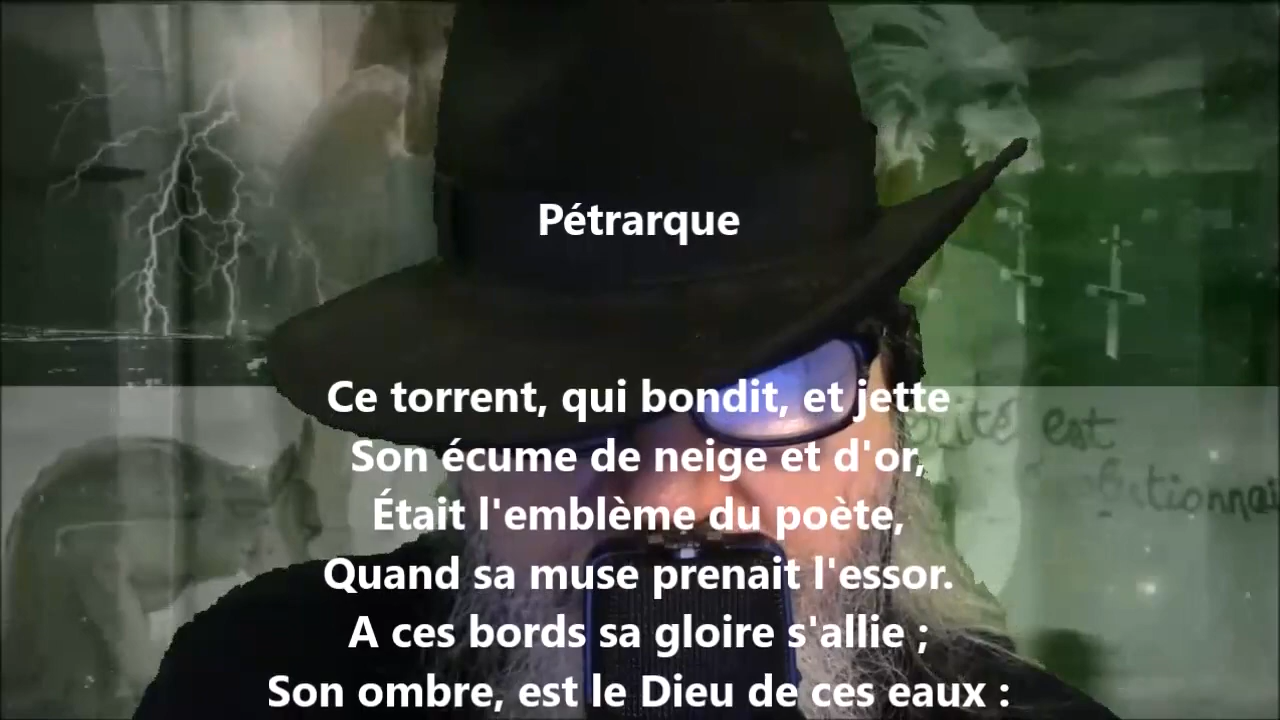 Pétrarque
Ce torrent, qui bondit, et jette
Son écume de neige et d'or,
Était l'emblème du poète,
Quand sa muse prenait l'essor.
A ces bords sa gloire s'allie ;
Son ombre, est le Dieu de ces eaux :
est